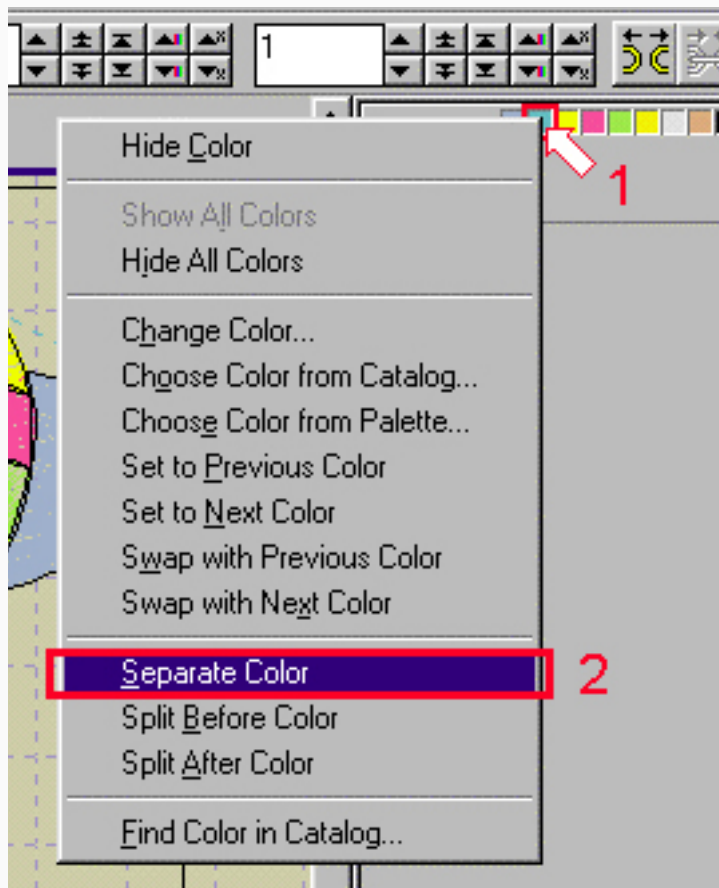 1
1
Hide Color
Show All Colors
Hide All Colors
Change Color...
Choose Color from Catalog...
Choose Color from Palette...
Set to Previous Color
Set to Next Color
Swap with Previous Color
Swap with Next Color
Separate Color 2
Split Before Color
Split After Color
Find Color in Catalog...